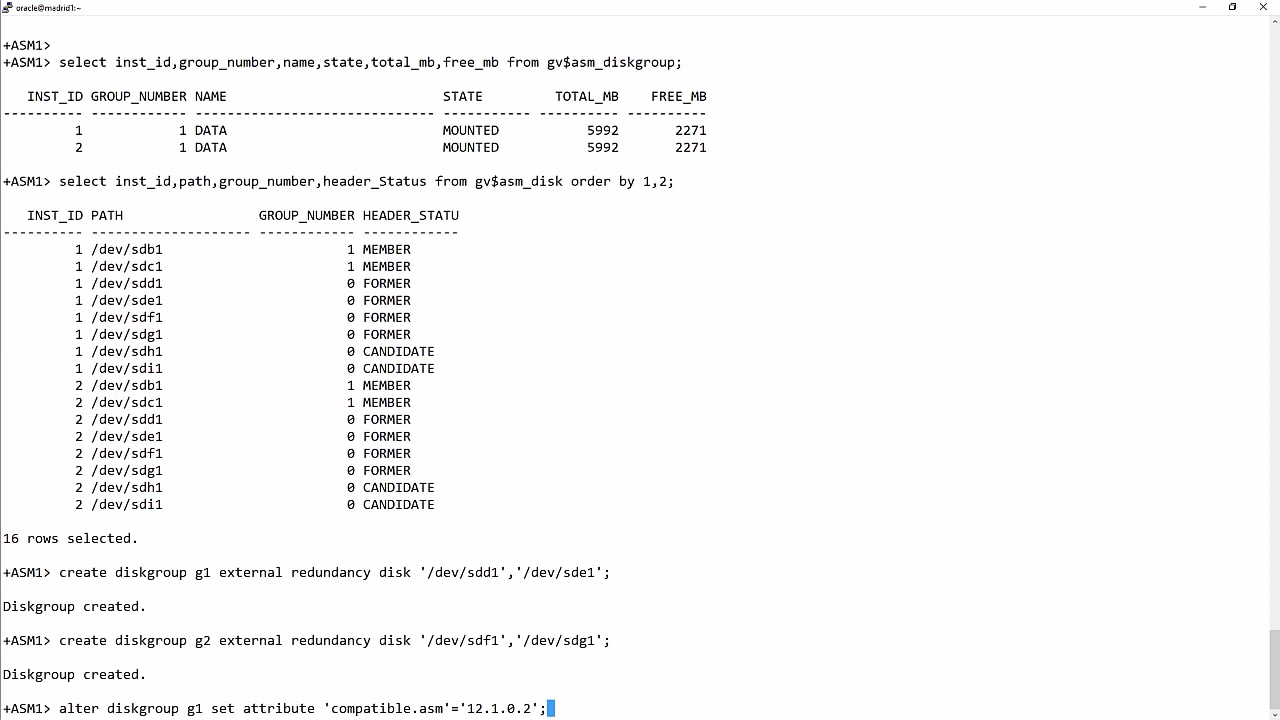 oracle@madrid1:~
+ASM1>
+ASM1> select inst_id,group_number,name,state,total_mb,free_mb from gv$asm_diskgroup;
   INST_ID GROUP_NUMBER NAME                           STATE         TOTAL_MB    FREE_MB
---------- ------------ ------------------------------ ----------- ---------- ----------
         1            1 DATA                           MOUNTED           5992       2271
         2            1 DATA                           MOUNTED           5992       2271
+ASM1> select inst_id,path,group_number,header_Status from gv$asm_disk order by 1,2;
   INST_ID PATH                 GROUP_NUMBER HEADER_STATU
---------- -------------------- ------------ ------------
         1 /dev/sdb1                       1 MEMBER
         1 /dev/sdc1                       1 MEMBER
         1 /dev/sdd1                       0 FORMER
         1 /dev/sde1                       0 FORMER
         1 /dev/sdf1                       0 FORMER
         1 /dev/sdg1                       0 FORMER
         1 /dev/sdh1                       0 CANDIDATE
         1 /dev/sdi1                       0 CANDIDATE
         2 /dev/sdb1                       1 MEMBER
         2 /dev/sdc1                       1 MEMBER
         2 /dev/sdd1                       0 FORMER
         2 /dev/sde1                       0 FORMER
         2 /dev/sdf1                       0 FORMER
         2 /dev/sdg1                       0 FORMER
         2 /dev/sdh1                       0 CANDIDATE
         2 /dev/sdi1                       0 CANDIDATE
16 rows selected.
+ASM1> create diskgroup g1 external redundancy disk '/dev/sdd1','/dev/sde1';
Diskgroup created.
+ASM1> create diskgroup g2 external redundancy disk '/dev/sdf1','/dev/sdg1';
Diskgroup created.
+ASM1> alter diskgroup g1 set attribute 'compatible.asm'='12.1.0.2';